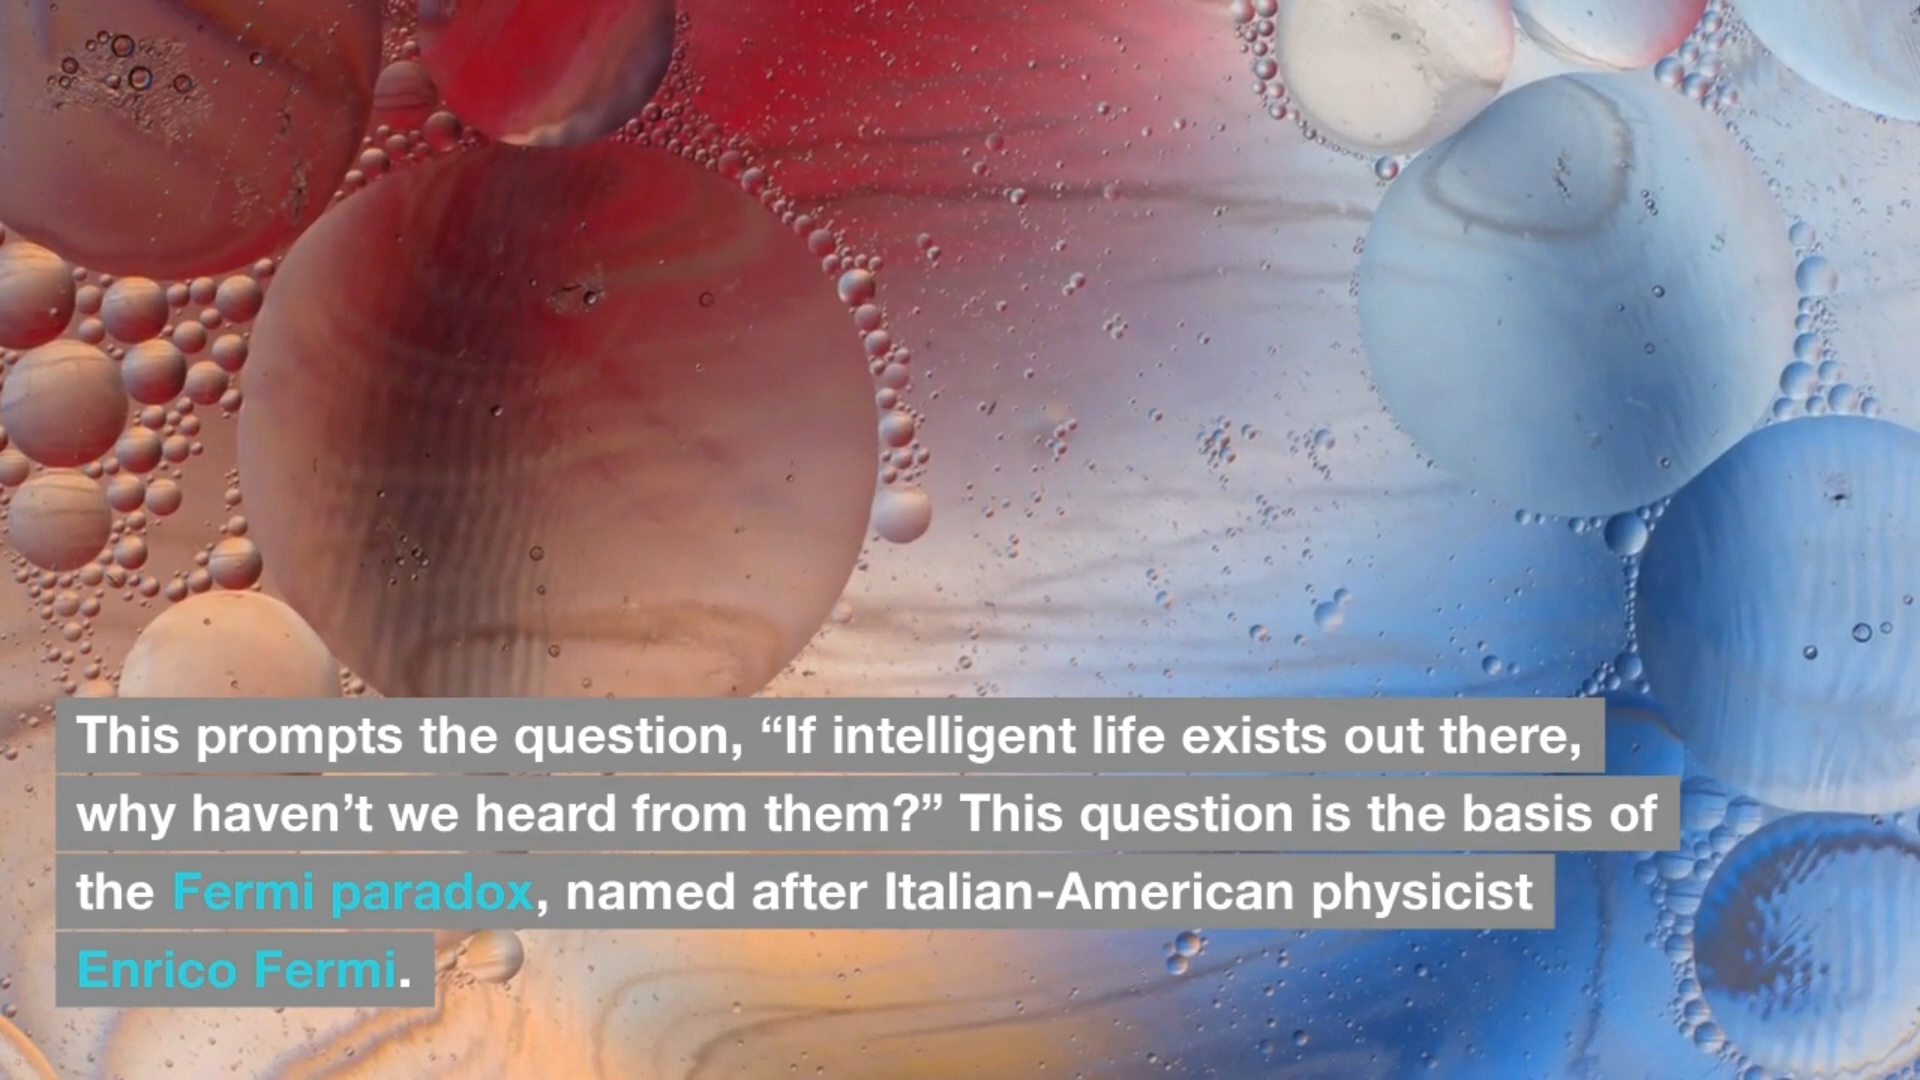 This prompts the question, “If intelligent life exists out there,
why haven’t we heard from them?” This question is the basis of
the Fermi paradox, named after Italian-American physicist
Enrico Fermi.